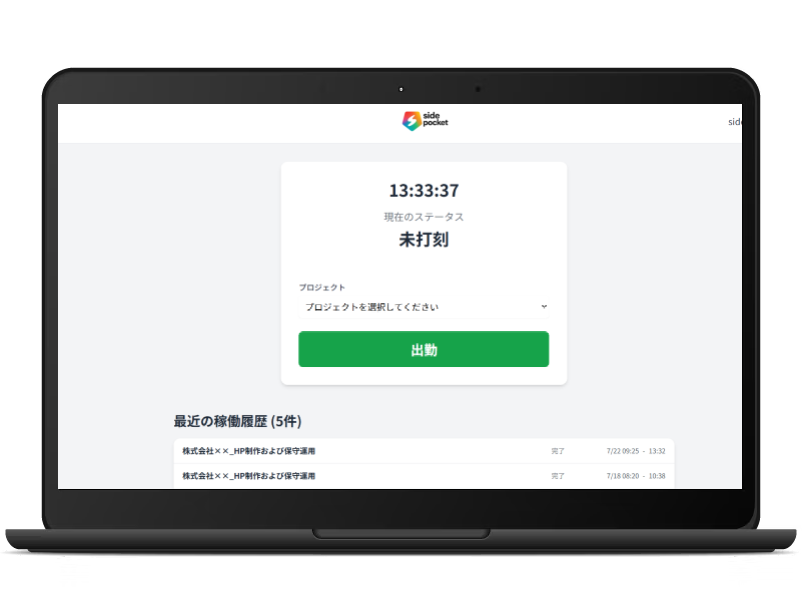 side
pocket
side
13:33:37
現在のステータス
未打刻
プロジェクト
プロジェクトを選択してください
出勤
最近の稼働履歴 (5件)
株式会社××_HP制作および保守運用 完了 7/22 09:25 - 13:32
株式会社××_HP制作および保守運用 完了 7/18 08:20 - 10:38